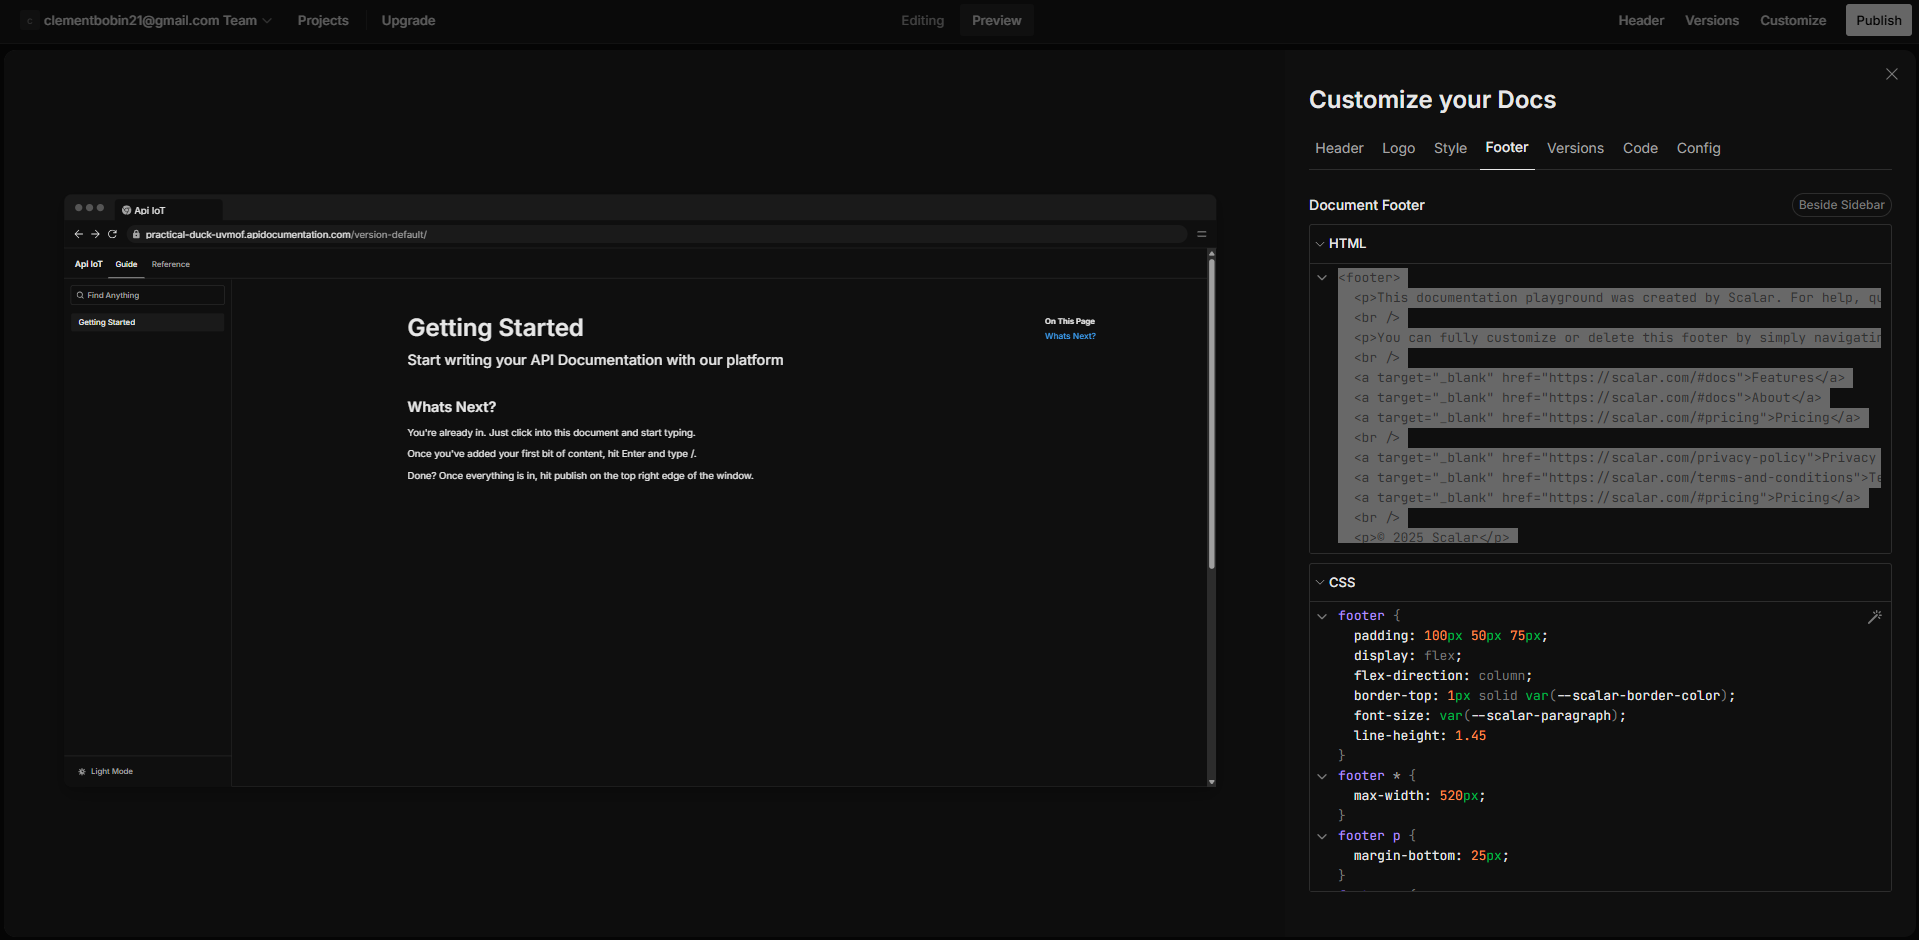 c clementbobin21@gmail.com Team Projects Upgrade Editing Preview Header Versions Customize Publish
Api IoT
practical-duck-uvmof.apidocumentation.com/version-default/
Api IoT Guide Reference
Find Anything
Getting Started
Getting Started
Start writing your API Documentation with our platform
Whats Next?
You're already in. Just click into this document and start typing.
Once you've added your first bit of content, hit Enter and type /.
Done? Once everything is in, hit publish on the top right edge of the window.
On This Page
Whats Next?
Light Mode
Customize your Docs
Header Logo Style Footer Versions Code Config
Document Footer Beside Sidebar
HTML
<footer>
<p>This documentation playground was created by Scalar. For help,
<br />
<p>You can fully customize or delete this footer by simply
<br />
<a target="_blank" href="https://scalar.com/#docs">Features</a>
<a target="_blank" href="https://scalar.com/#docs">About</a>
<a target="_blank" href="https://scalar.com/#pricing">Pricing</a>
<br />
<a target="_blank" href="https://scalar.com/privacy-policy">Privacy
<a target="_blank" href="https://scalar.com/terms-and-conditions">
<a target="_blank" href="https://scalar.com/#pricing">Pricing</a>
<br />
<p>© 2025 Scalar</p>
CSS
footer {
padding: 100px 50px 75px;
display: flex;
flex-direction: column;
border-top: 1px solid var(--scalar-border-color);
font-size: var(--scalar-paragraph);
line-height: 1.45
}
footer * {
max-width: 520px;
}
footer p {
margin-bottom: 25px;
}